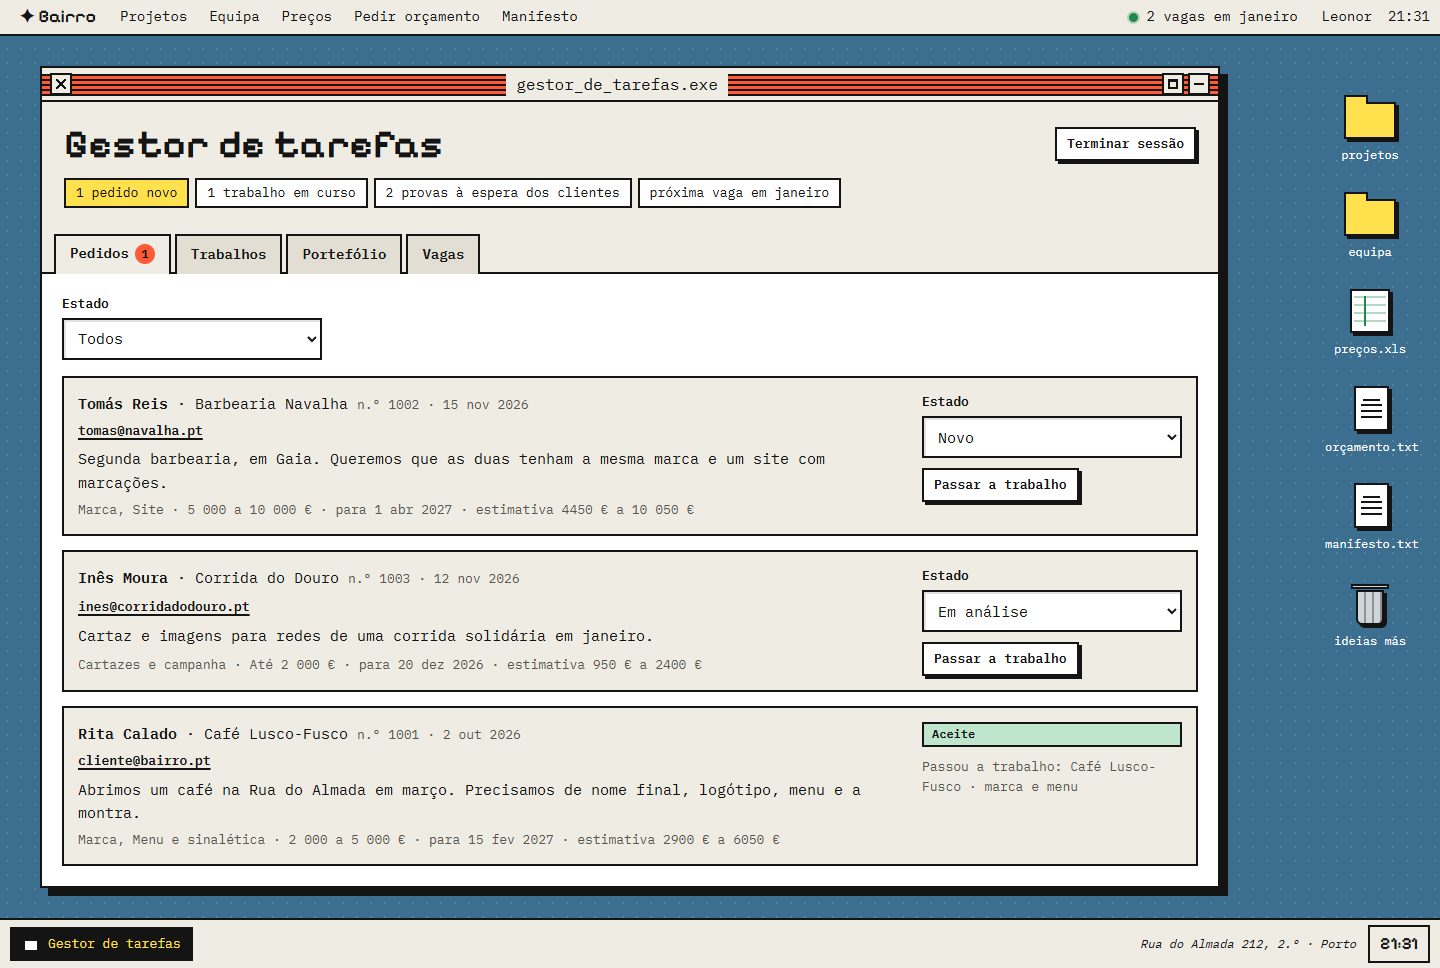 ✦ Bairro Projetos Equipa Preços Pedir orçamento Manifesto 2 vagas em janeiro Leonor 21:31
gestor_de_tarefas.exe
Gestor de tarefas
Terminar sessão
1 pedido novo 1 trabalho em curso 2 provas à espera dos clientes próxima vaga em janeiro
Pedidos 1 Trabalhos Portefólio Vagas
Estado
Todos
Tomás Reis · Barbearia Navalha n.º 1002 · 15 nov 2026
tomas@navalha.pt
Segunda barbearia, em Gaia. Queremos que as duas tenham a mesma marca e um site com
marcações.
Marca, Site · 5 000 a 10 000 € · para 1 abr 2027 · estimativa 4450 € a 10 050 €
Estado
Novo
Passar a trabalho
Inês Moura · Corrida do Douro n.º 1003 · 12 nov 2026
ines@corridadodouro.pt
Cartaz e imagens para redes de uma corrida solidária em janeiro.
Cartazes e campanha · Até 2 000 € · para 20 dez 2026 · estimativa 950 € a 2400 €
Estado
Em análise
Passar a trabalho
Rita Calado · Café Lusco-Fusco n.º 1001 · 2 out 2026
cliente@bairro.pt
Abrimos um café na Rua do Almada em março. Precisamos de nome final, logótipo, menu e a
montra.
Marca, Menu e sinalética · 2 000 a 5 000 € · para 15 fev 2027 · estimativa 2900 € a 6050 €
Aceite
Passou a trabalho: Café Lusco-
Fusco · marca e menu
projetos
equipa
preços.xls
orçamento.txt
manifesto.txt
ideias más
Gestor de tarefas
Rua do Almada 212, 2.º · Porto
21:31